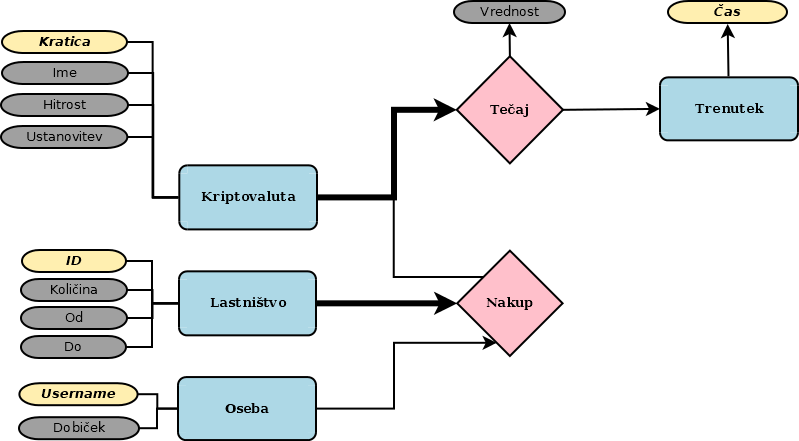 Vrednost
Čas
Kratica
Ime
Hitrost
Ustanovitev
Tečaj
Trenutek
Kriptovaluta
ID
Količina
Od
Do
Lastništvo
Nakup
Username
Dobiček
Oseba